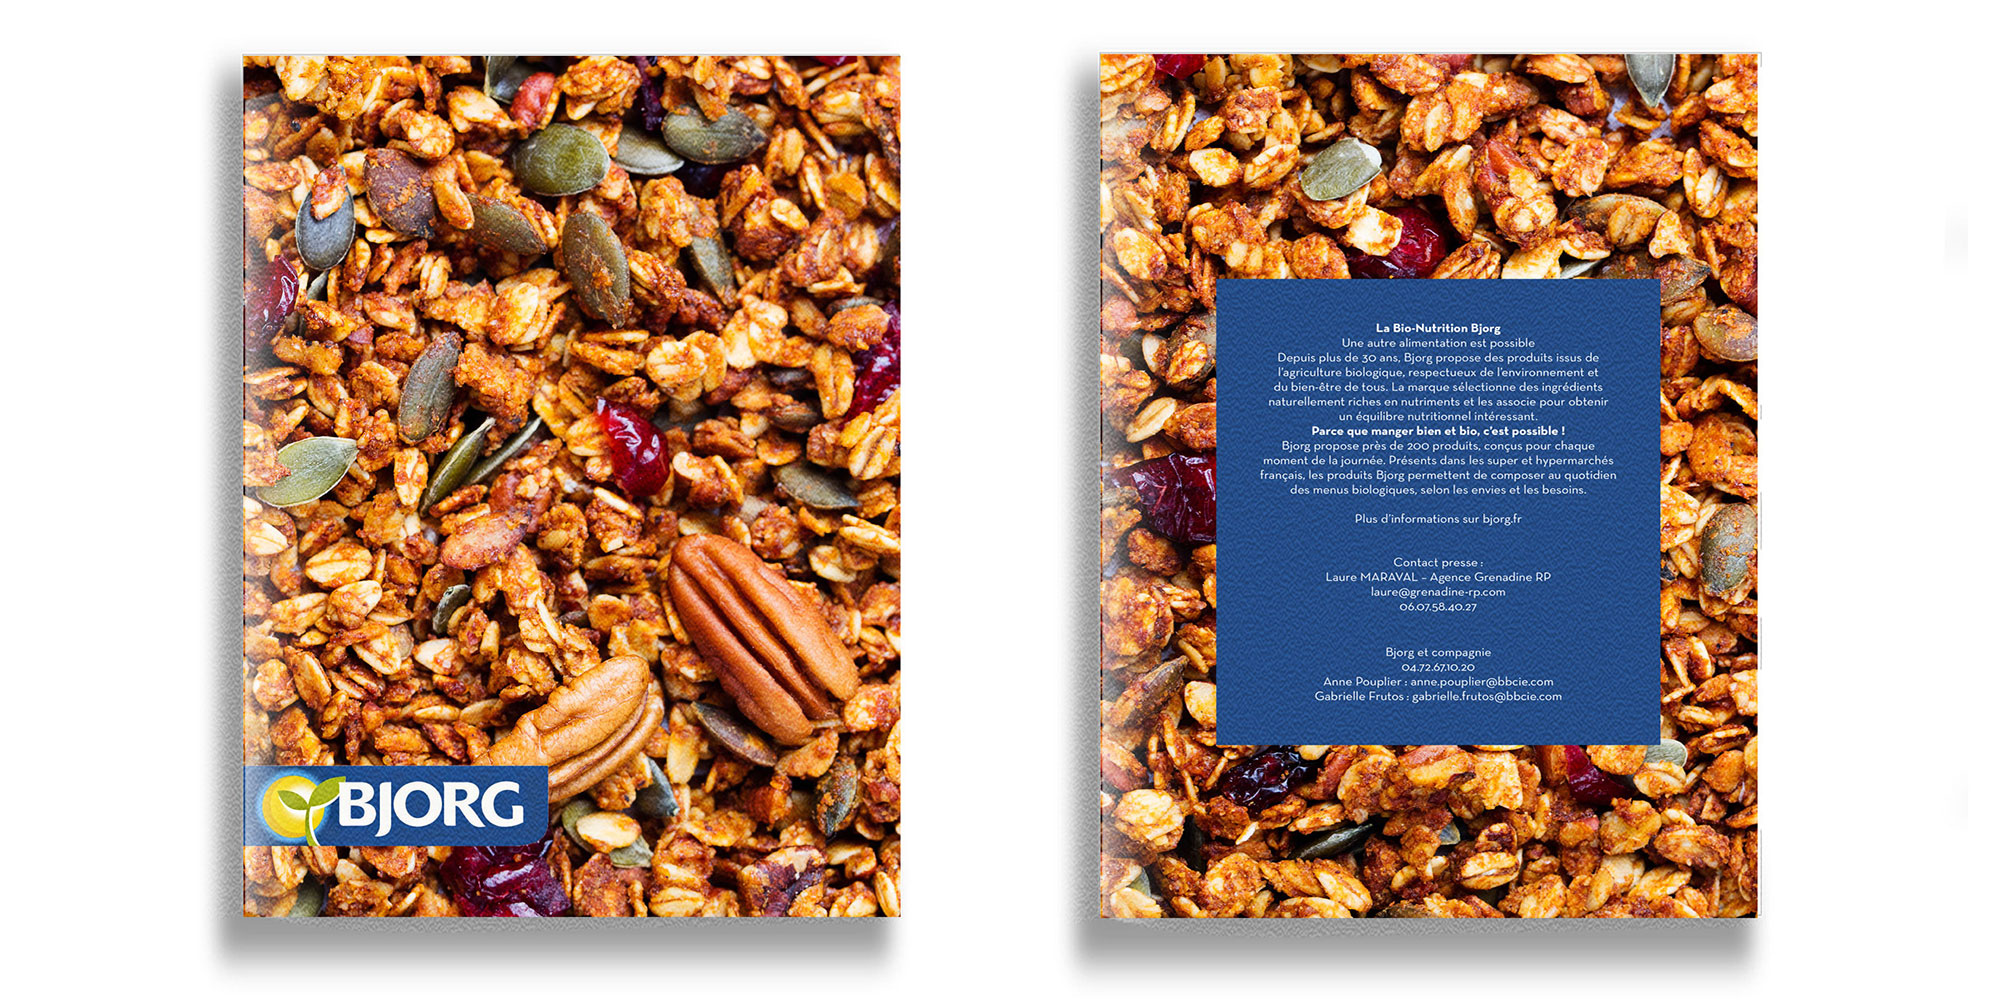 BJORG
La Bio-Nutrition Bjorg
Une autre alimentation est possible
Depuis plus de 30 ans, Bjorg propose des produits issus de
l'agriculture biologique, respectueux de l'environnement et
du bien-être de tous. La marque sélectionne des ingrédients
naturellement riches en nutriments et les associe pour obtenir
un équilibre nutritionnel intéressant.
Parce que manger bien et bio, c'est possible !
Bjorg propose près de 200 produits, conçus pour chaque
moment de la journée. Présents dans les super et hypermarchés
français, les produits Bjorg permettent de composer au quotidien
des menus biologiques, selon les envies et les besoins.
Plus d'informations sur bjorg.fr
Contact presse :
Laure MARAVAL – Agence Grenadine RP
laure@grenadine-rp.com
06.07.58.40.27
Bjorg et compagnie
04.72.67.10.20
Anne Pouplier : anne.pouplier@bbcie.com
Gabrielle Frutos : gabrielle.frutos@bbcie.com